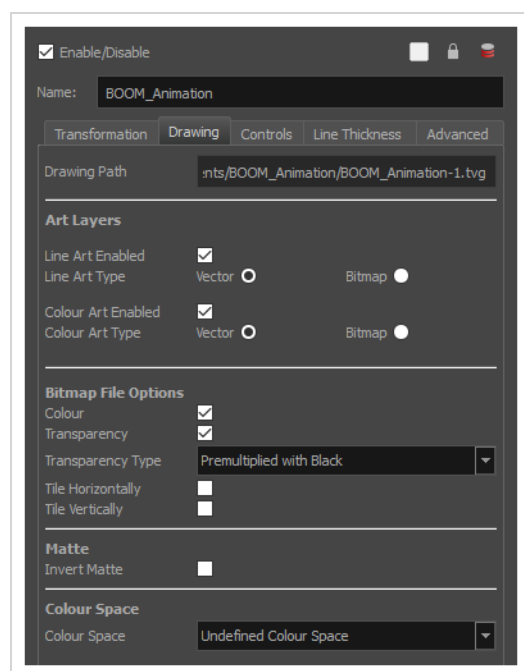 Enable/Disable
Name: BOOM_Animation
Transformation Drawing Controls Line Thickness Advanced
Drawing Path :nts/BOOM_Animation/BOOM_Animation-1.tvg
Art Layers
Line Art Enabled
Line Art Type Vector Bitmap
Colour Art Enabled
Colour Art Type Vector Bitmap
Bitmap File Options
Colour
Transparency
Transparency Type Premultiplied with Black
Tile Horizontally
Tile Vertically
Matte
Invert Matte
Colour Space
Colour Space Undefined Colour Space